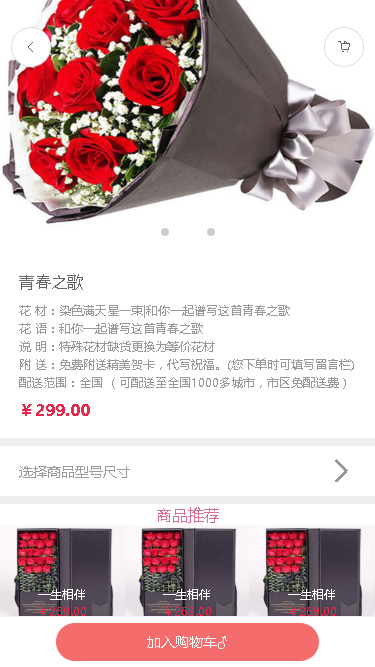 青春之歌
花 材：染色满天星一束|和你一起谱写这首青春之歌
花 语：和你一起谱写这首青春之歌
说 明：特殊花材缺货更换为等价花材
附 送：免费附送精美贺卡，代写祝福。(您下单时可填写留言栏)
配送范围：全国 （ 可配送至全国1000多城市，市区免配送费 ）
￥299.00
选择商品型号尺寸
商品推荐
一生相伴 一生相伴 一生相伴
￥269.00 ￥264.00 ￥269.00
加入购物车